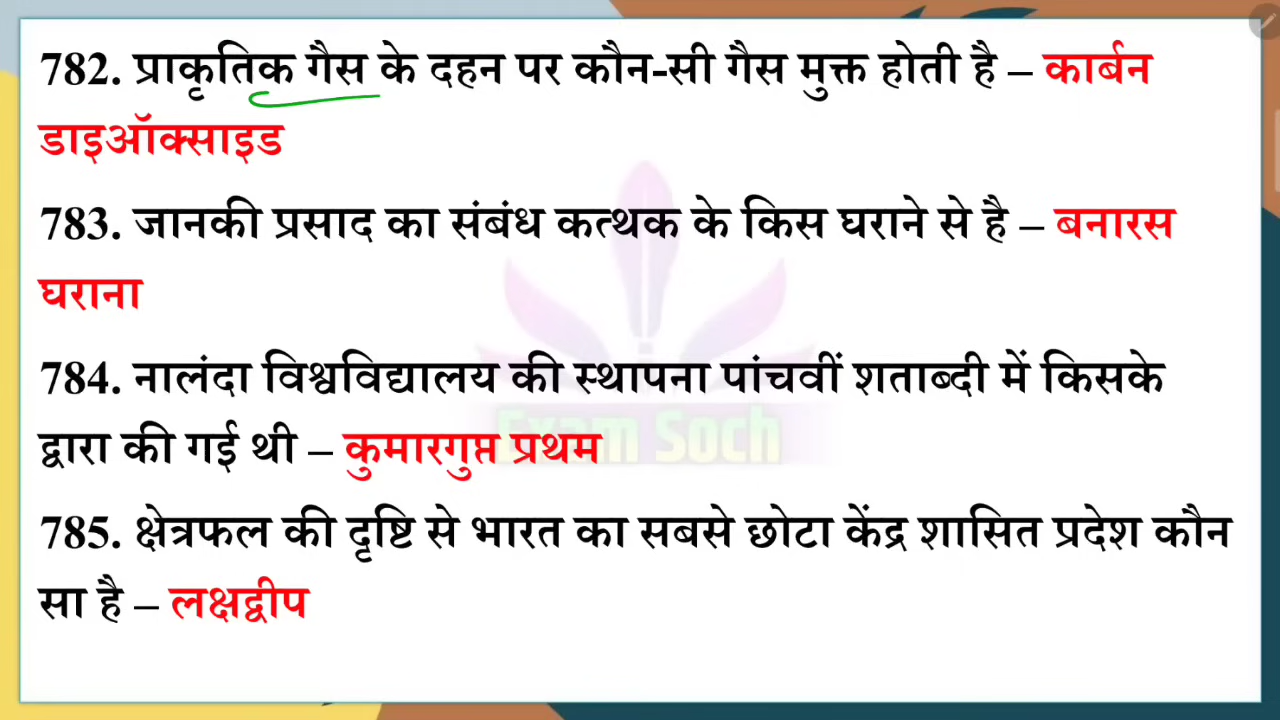 782. प्राकृतिक गैस के दहन पर कौन-सी गैस मुक्त होती है – कार्बन
डाइऑक्साइड
783. जानकी प्रसाद का संबंध कत्थक के किस घराने से है – बनारस
घराना
784. नालंदा विश्वविद्यालय की स्थापना पांचवीं शताब्दी में किसके
द्वारा की गई थी – कुमारगुप्त प्रथम
Exam Soch
785. क्षेत्रफल की दृष्टि से भारत का सबसे छोटा केंद्र शासित प्रदेश कौन
सा है – लक्षद्वीप